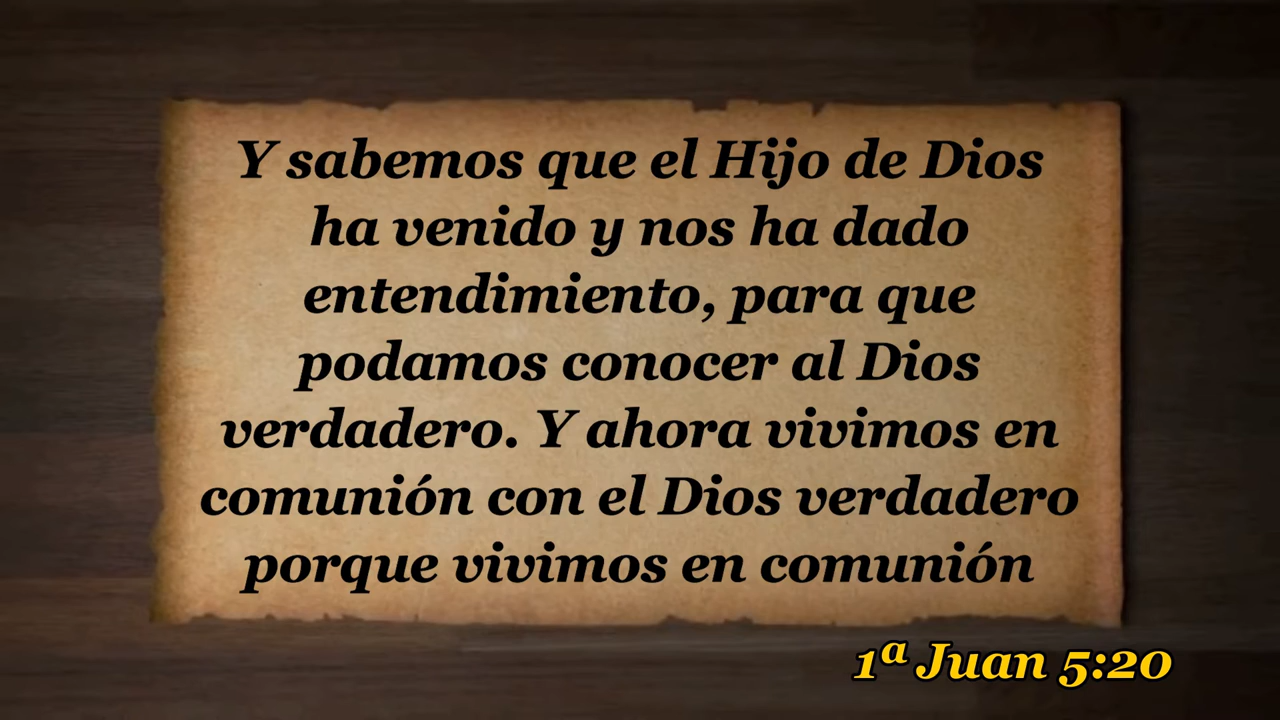 Y sabemos que el Hijo de Dios
ha venido y nos ha dado
entendimiento, para que
podamos conocer al Dios
verdadero. Y ahora vivimos en
comunión con el Dios verdadero
porque vivimos en comunión
1ª Juan 5:20